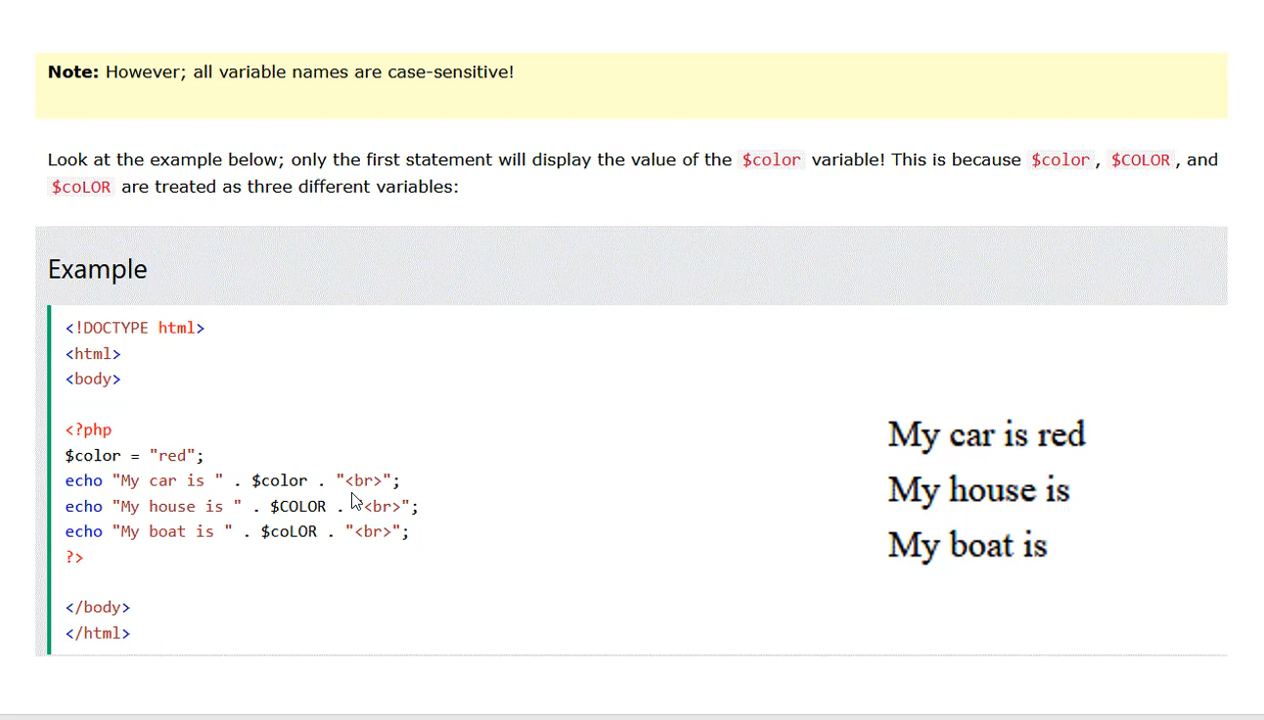 Note: However; all variable names are case-sensitive!
Look at the example below; only the first statement will display the value of the $color variable! This is because $color, $COLOR, and
$coLOR are treated as three different variables:
Example
<!DOCTYPE html>
<html>
<body>
<?php
$color = "red";
echo "My car is " . $color . "<br>";
echo "My house is " . $COLOR . "<br>";
echo "My boat is " . $coLOR . "<br>";
?>
</body>
</html>
My car is red
My house is
My boat is